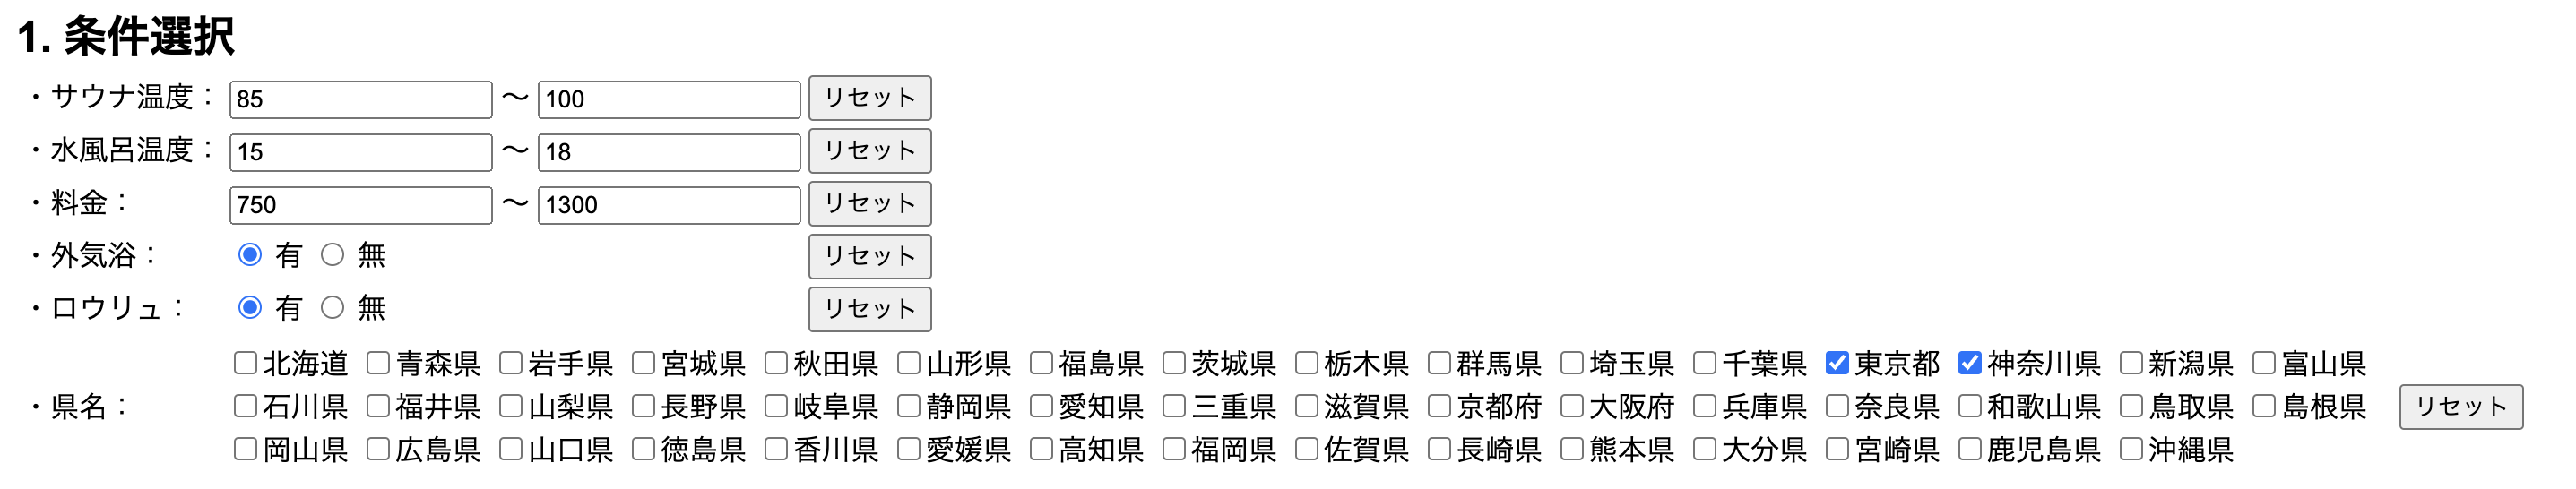 1. 条件選択
・サウナ温度： 85 ～ 100 リセット
・水風呂温度： 15 ～ 18 リセット
・料金： 750 ～ 1300 リセット
・外気浴： 有 無 リセット
・ロウリュ： 有 無 リセット
北海道 青森県 岩手県 宮城県 秋田県 山形県 福島県 茨城県 栃木県 群馬県 埼玉県 千葉県 東京都 神奈川県 新潟県 富山県
・県名： 石川県 福井県 山梨県 長野県 岐阜県 静岡県 愛知県 三重県 滋賀県 京都府 大阪府 兵庫県 奈良県 和歌山県 鳥取県 島根県 リセット
岡山県 広島県 山口県 徳島県 香川県 愛媛県 高知県 福岡県 佐賀県 長崎県 熊本県 大分県 宮崎県 鹿児島県 沖縄県